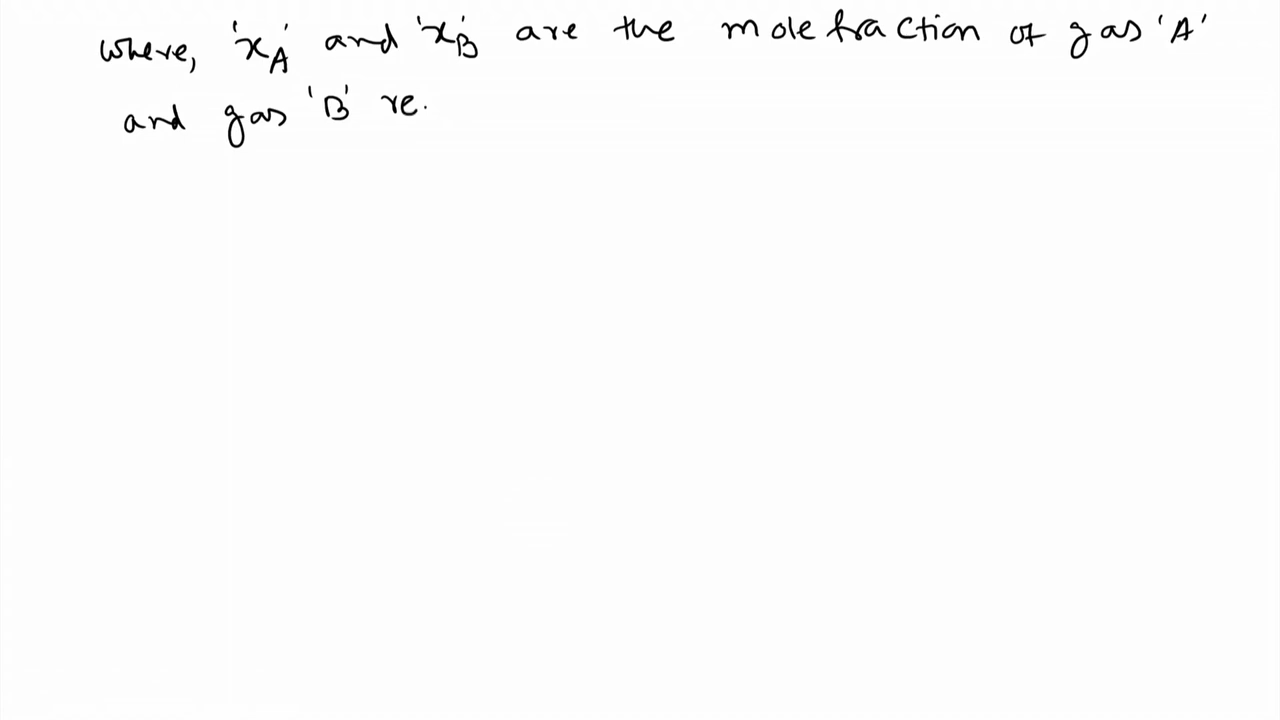 where, 'xA' and 'xB' are the mole fraction of gas 'A'
and gas 'B' re.